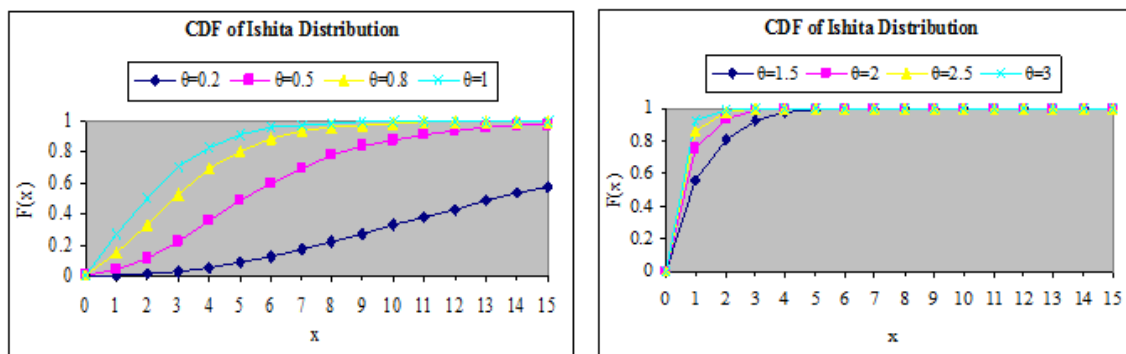 CDF of Ishita Distribution
θ=0.2 θ=0.5 θ=0.8 θ=1
1
0.8
0.6
0.4
0.2
0
F(x)
0 1 2 3 4 5 6 7 8 9 10 11 12 13 14 15
x
CDF of Ishita Distribution
θ=1.5 θ=2 θ=2.5 θ=3
1
0.8
0.6
0.4
0.2
0
F(x)
0 1 2 3 4 5 6 7 8 9 10 11 12 13 14 15
x